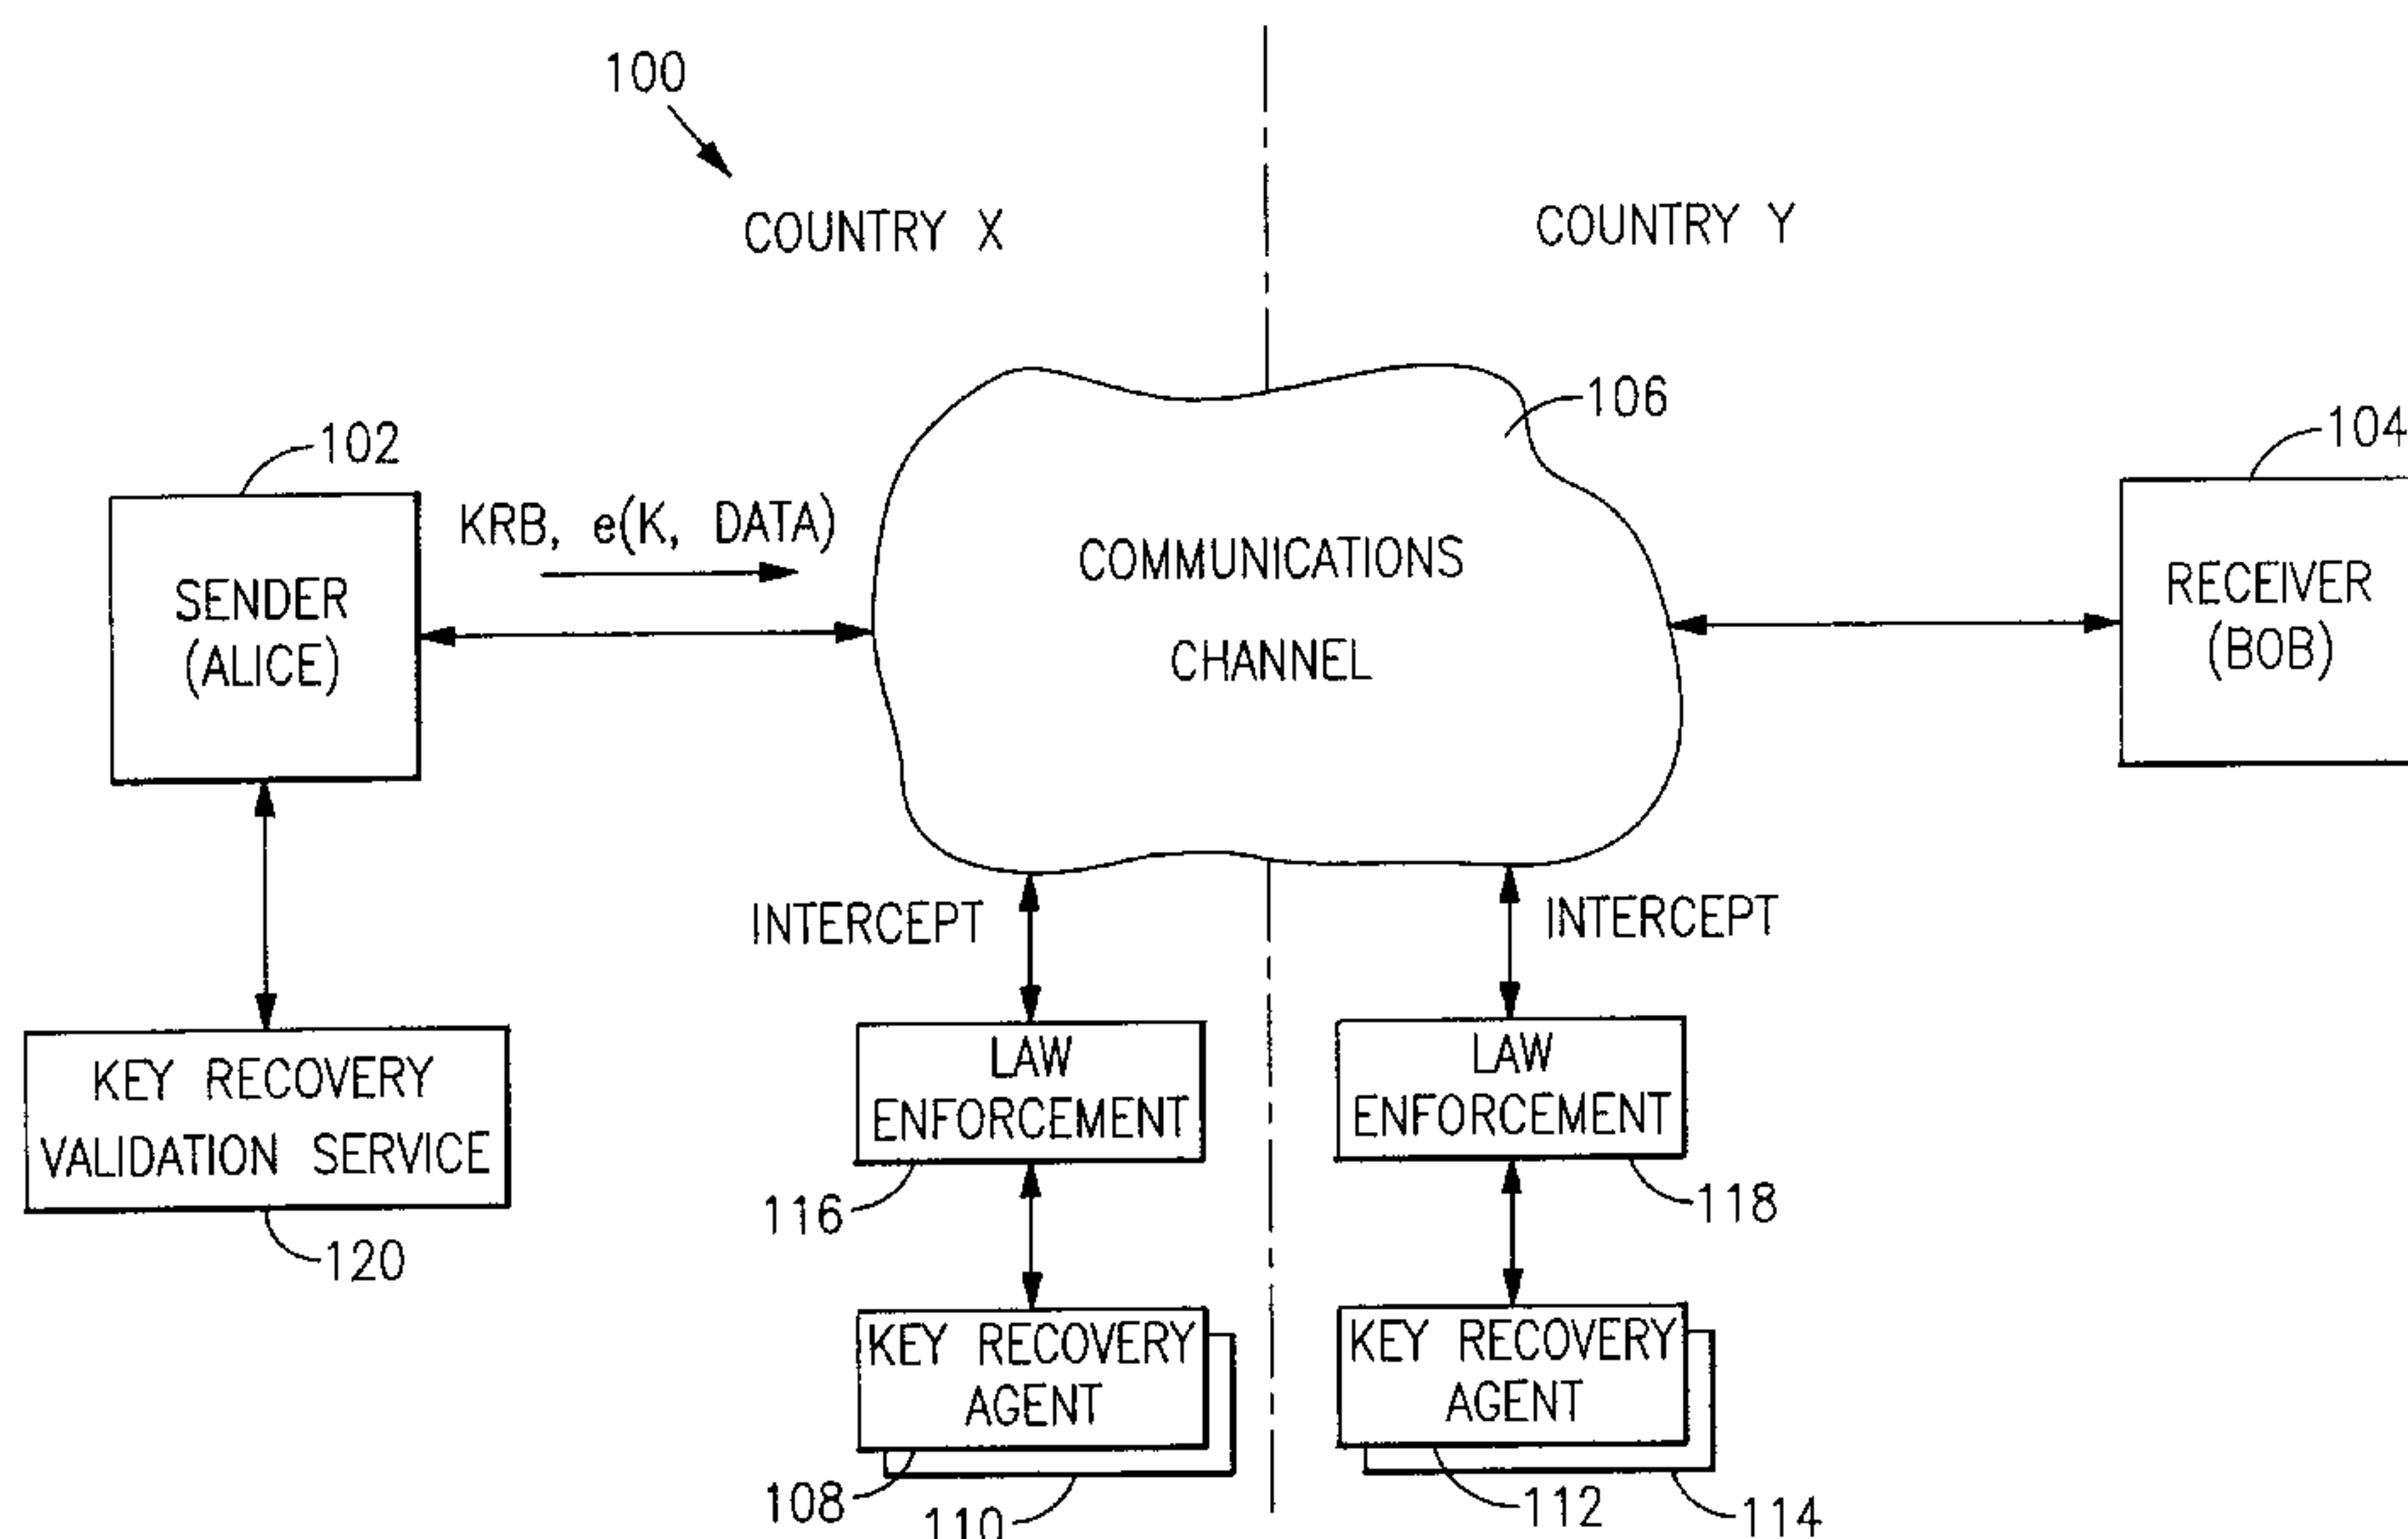 100
COUNTRY X
COUNTRY Y
106
102
104
KRB, e(K, DATA)
SENDER
(ALICE)
COMMUNICATIONS
CHANNEL
RECEIVER
(BOB)
INTERCEPT
INTERCEPT
KEY RECOVERY
VALIDATION SERVICE
120
LAW
ENFORCEMENT
116
LAW
ENFORCEMENT
118
KEY RECOVERY
AGENT
108
110
KEY RECOVERY
AGENT
112
114